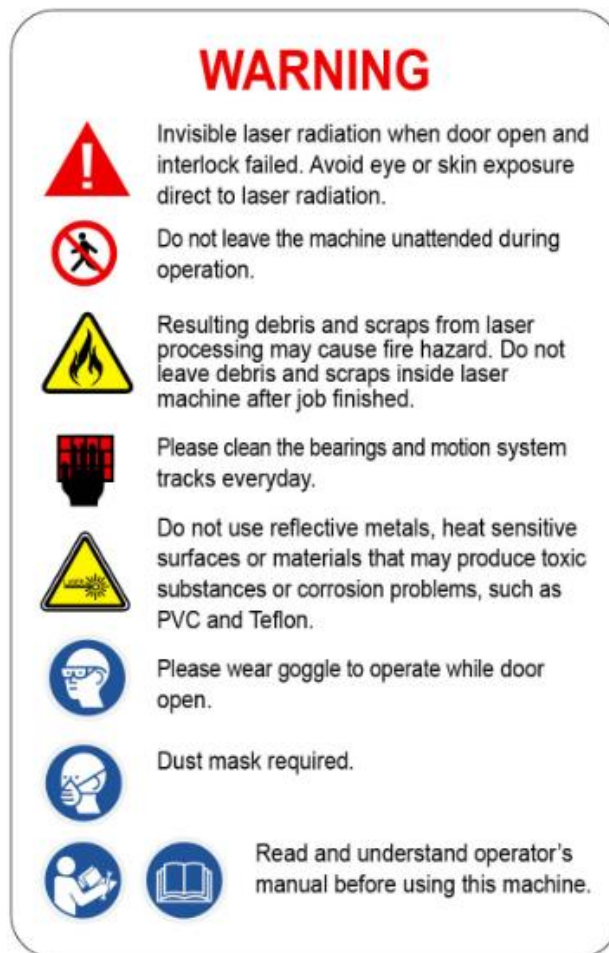 WARNING
Invisible laser radiation when door open and
interlock failed. Avoid eye or skin exposure
direct to laser radiation.
Do not leave the machine unattended during
operation.
Resulting debris and scraps from laser
processing may cause fire hazard. Do not
leave debris and scraps inside laser
machine after job finished.
Please clean the bearings and motion system
tracks everyday.
Do not use reflective metals, heat sensitive
surfaces or materials that may produce toxic
substances or corrosion problems, such as
PVC and Teflon.
LASER
Please wear goggle to operate while door
open.
Dust mask required.
Read and understand operator's
manual before using this machine.